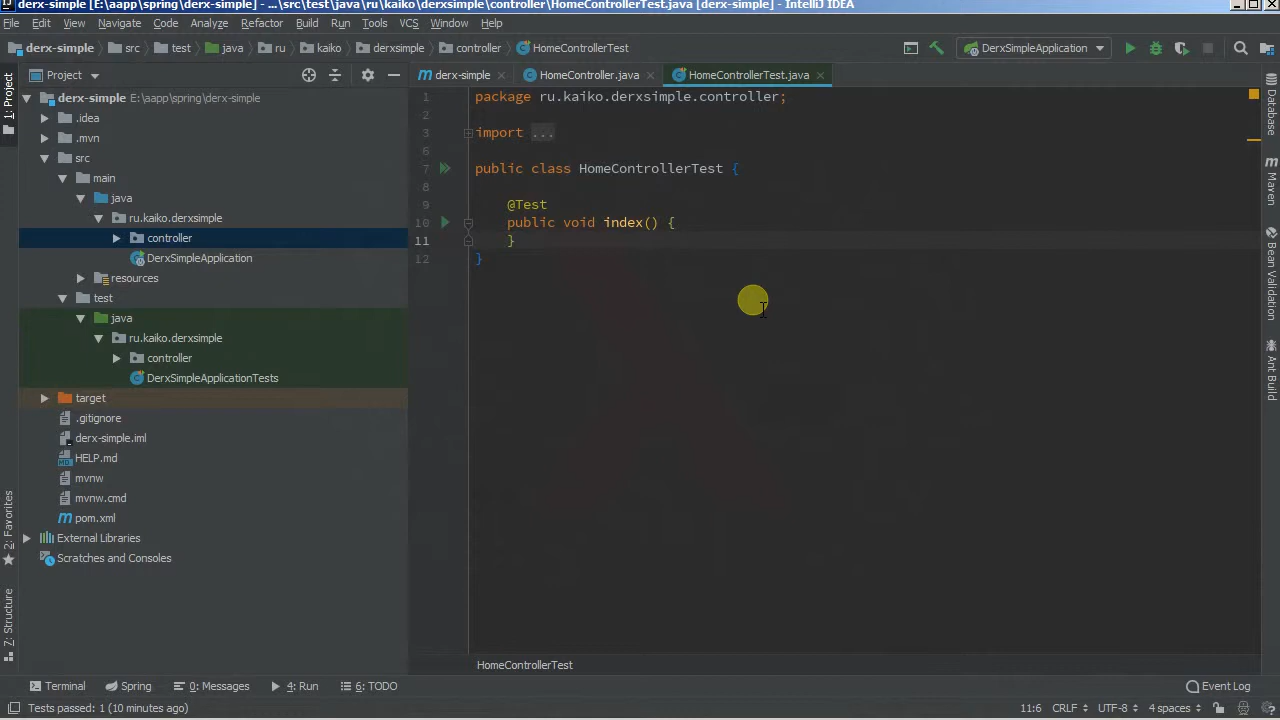 derx-simple [E:\aapp\spring\derx-simple] - ...\src\test\java\ru\kaiko\derxsimple\controller\HomeControllerTest.java [derx-simple] - IntelliJ IDEA
File Edit View Navigate Code Analyze Refactor Build Run Tools VCS Window Help
derx-simple src test java ru kaiko derxsimple controller HomeControllerTest DerxSimpleApplication
Project
derx-simple HomeController.java HomeControllerTest.java
derx-simple E:\aapp\spring\derx-simple
.idea
.mvn
src
main
java
ru.kaiko.derxsimple
controller
DerxSimpleApplication
resources
test
java
ru.kaiko.derxsimple
controller
DerxSimpleApplicationTests
target
.gitignore
derx-simple.iml
HELP.md
mvnw
mvnw.cmd
pom.xml
External Libraries
Scratches and Consoles
1 package ru.kaiko.derxsimple.controller;
2
3 import ...
6
7 public class HomeControllerTest {
8
9 @Test
10 public void index() {
11 }
12 }
HomeControllerTest
1: Project
2: Favorites
Z: Structure
Database
Maven
Bean Validation
Ant Build
Terminal Spring 0: Messages 4: Run 6: TODO Event Log
Tests passed: 1 (10 minutes ago) 11:6 CRLF UTF-8 4 spaces